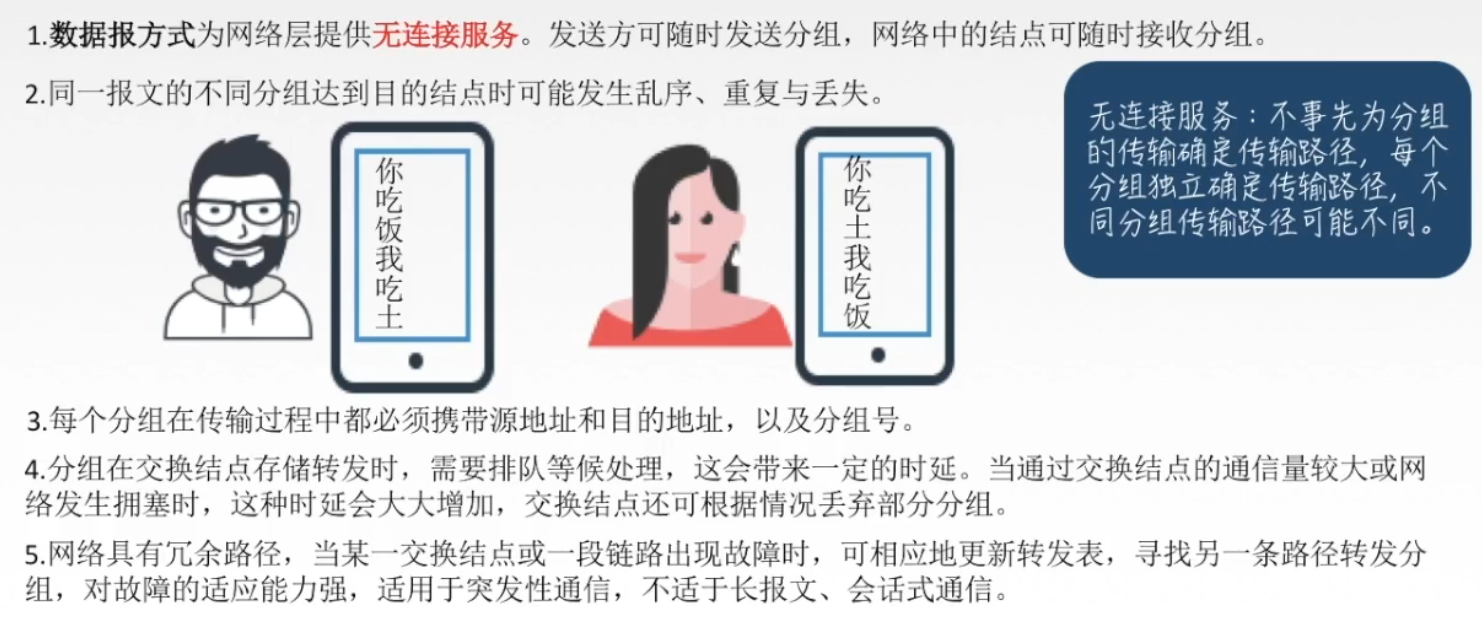 1.数据报方式为网络层提供无连接服务。发送方可随时发送分组，网络中的结点可随时接收分组。
2.同一报文的不同分组达到目的结点时可能发生乱序、重复与丢失。
无连接服务：不事先为分组
的传输确定传输路径，每个
分组独立确定传输路径，不
同分组传输路径可能不同。
你吃饭我吃土
你吃土我吃饭
3.每个分组在传输过程中都必须携带源地址和目的地址，以及分组号。
4.分组在交换结点存储转发时，需要排队等候处理，这会带来一定的时延。当通过交换结点的通信量较大或网
络发生拥塞时，这种时延会大大增加，交换结点还可根据情况丢弃部分分组。
5.网络具有冗余路径，当某一交换结点或一段链路出现故障时，可相应地更新转发表，寻找另一条路径转发分
组，对故障的适应能力强，适用于突发性通信，不适于长报文、会话式通信。